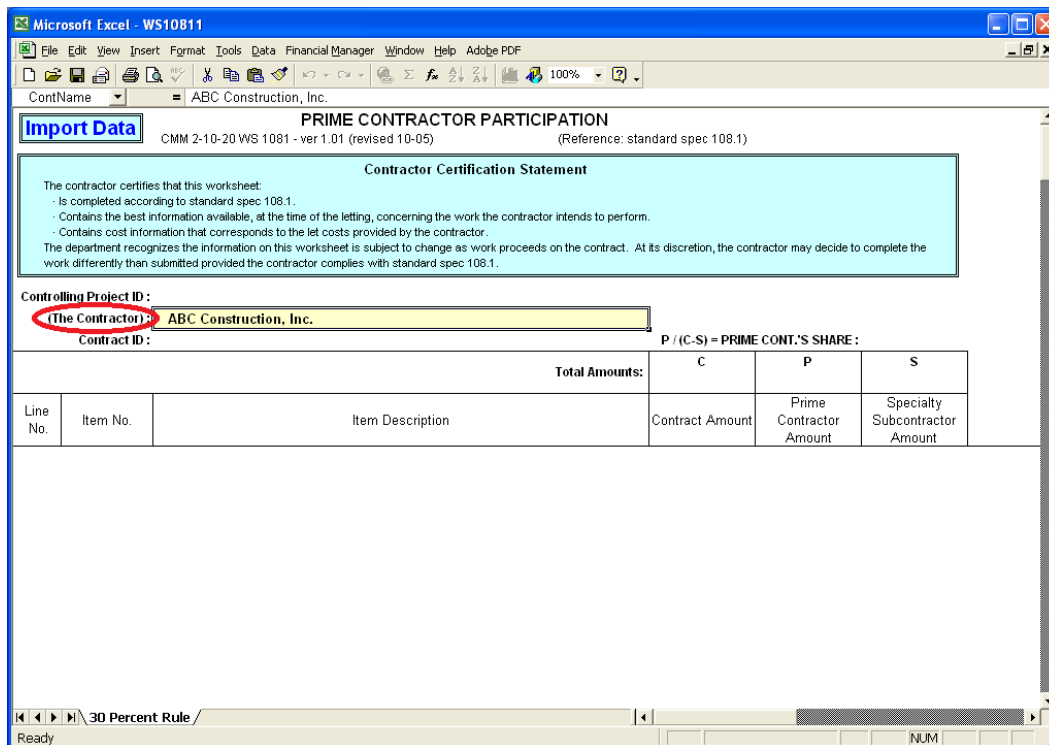 Microsoft Excel - WS10811
File Edit View Insert Format Tools Data Financial Manager Window Help Adobe PDF
100%
ContName = ABC Construction, Inc.
Import Data
PRIME CONTRACTOR PARTICIPATION
CMM 2-10-20 WS 1081 - ver 1.01 (revised 10-05) (Reference: standard spec 108.1)
Contractor Certification Statement
The contractor certifies that this worksheet:
· Is completed according to standard spec 108.1.
· Contains the best information available, at the time of the letting, concerning the work the contractor intends to perform.
· Contains cost information that corresponds to the let costs provided by the contractor.
The department recognizes the information on this worksheet is subject to change as work proceeds on the contract. At its discretion, the contractor may decide to complete the
work differently than submitted provided the contractor complies with standard spec 108.1.
Controlling Project ID :
(The Contractor) : ABC Construction, Inc.
Contract ID : P / (C-S) = PRIME CONT.'S SHARE :
Total Amounts: C P S
Line No. Item No. Item Description Contract Amount Prime Contractor Amount Specialty Subcontractor Amount
30 Percent Rule
Ready NUM